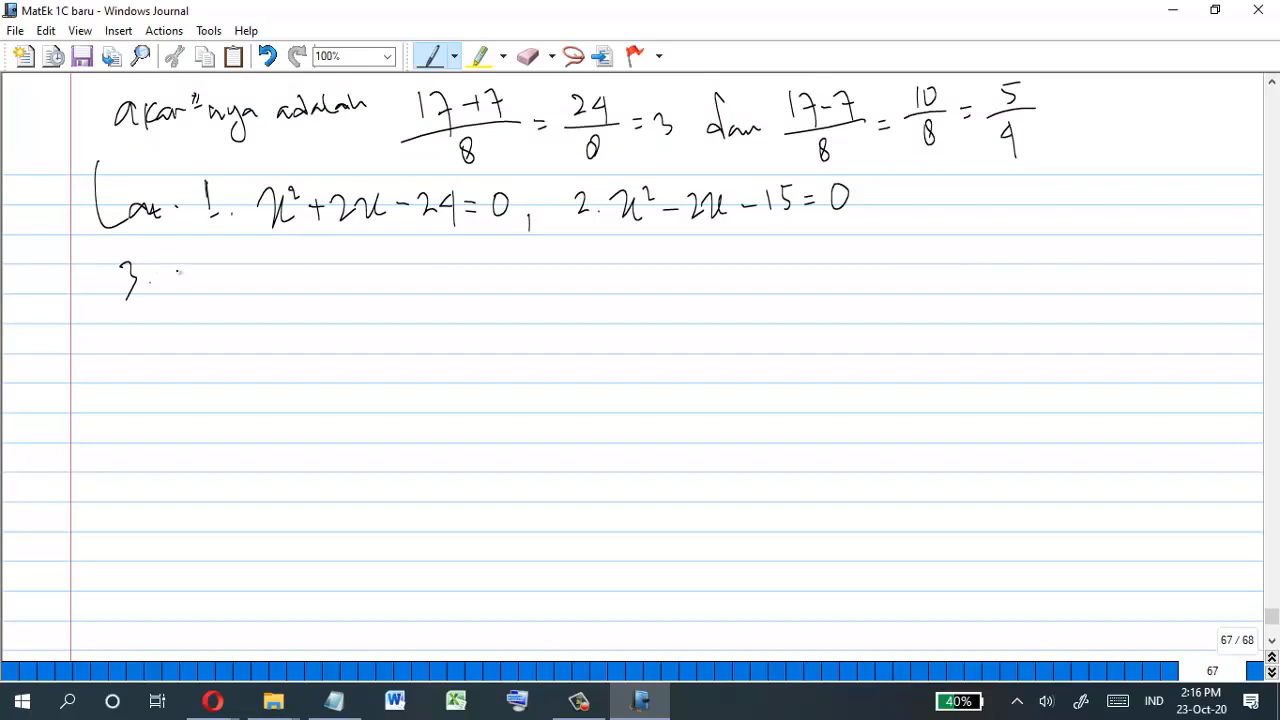 MatEk 1C baru - Windows Journal
File Edit View Insert Actions Tools Help
100%
akar"nya adalah (17+7)/8 = 24/8 = 3 dan (17-7)/8 = 10/8 = 5/4
Lat. 1. x² + 2x - 24 = 0, 2. x² - 2x - 15 = 0
3.
67 / 68
67
40% IND 2:16 PM
23-Oct-20